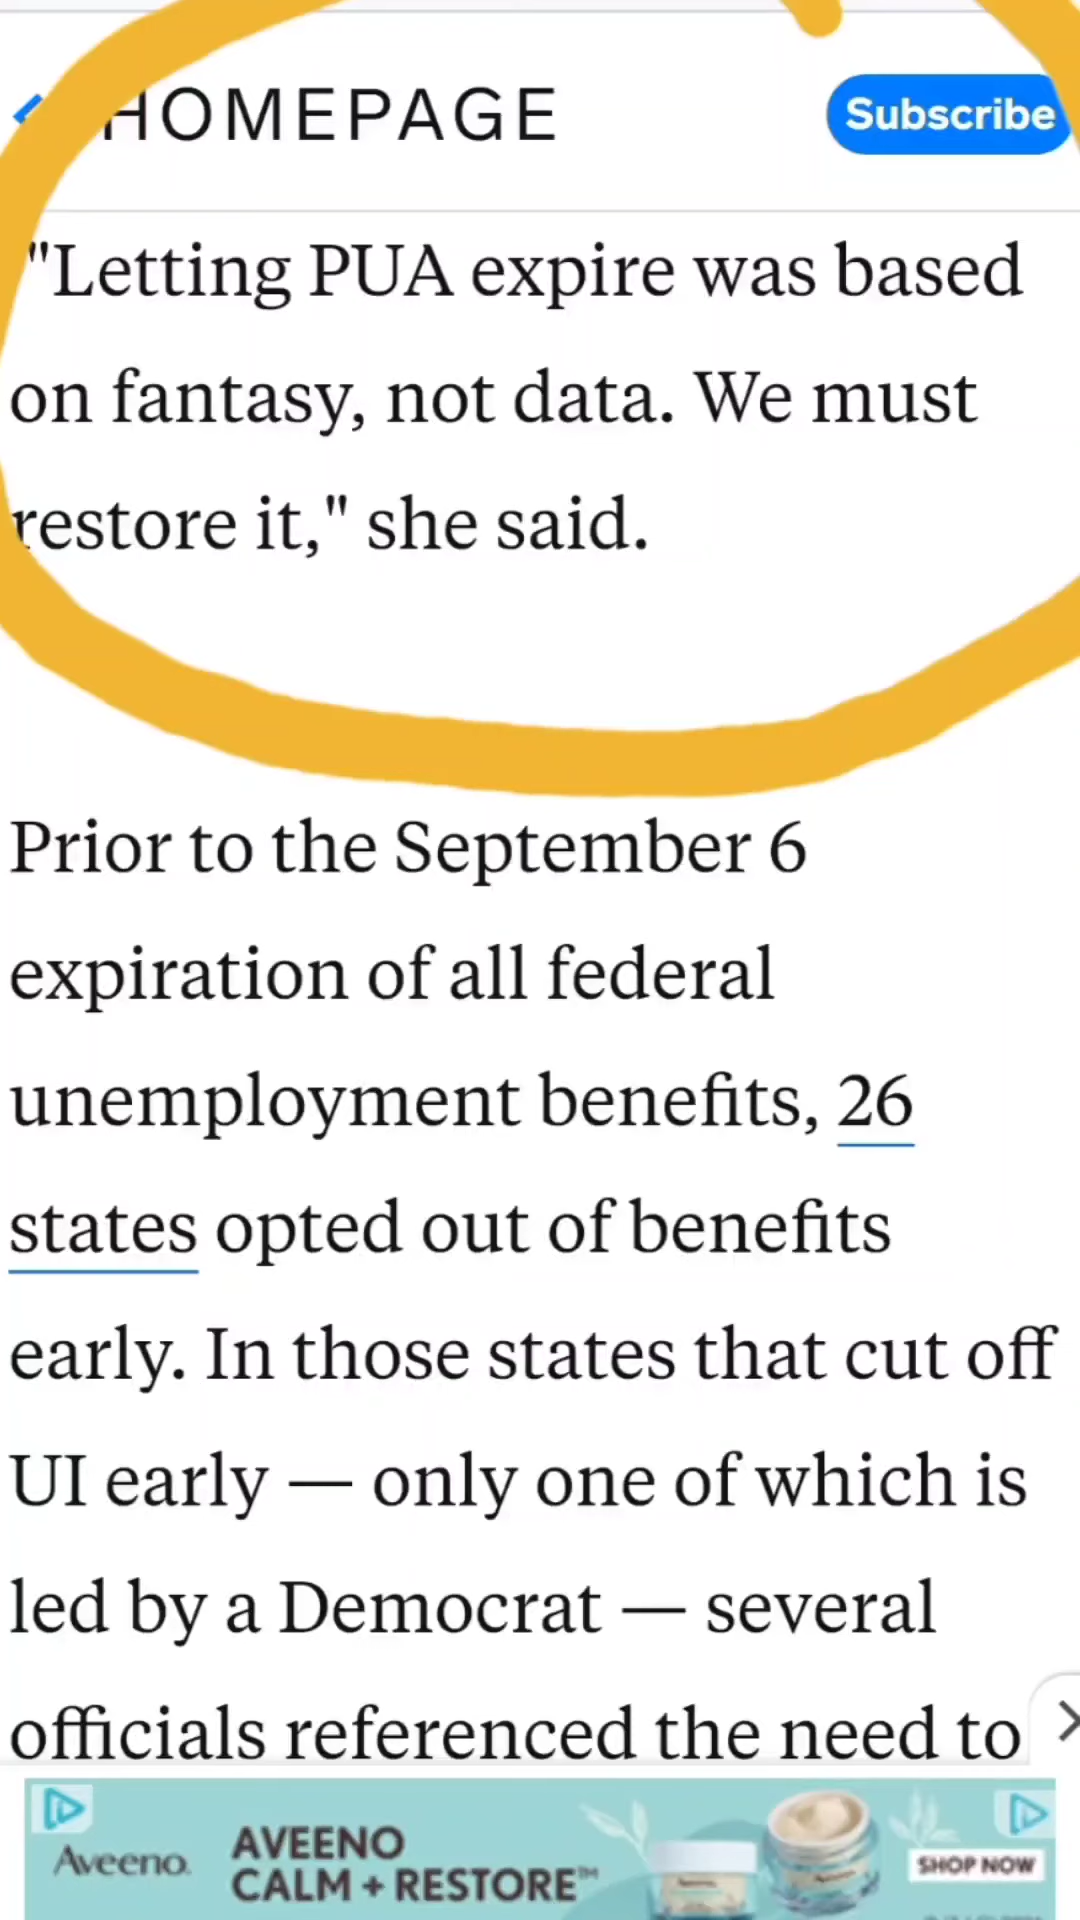 HOMEPAGE
Subscribe
"Letting PUA expire was based
on fantasy, not data. We must
restore it," she said.
Prior to the September 6
expiration of all federal
unemployment benefits, 26
states opted out of benefits
early. In those states that cut off
UI early — only one of which is
led by a Democrat — several
officials referenced the need to
Aveeno.
AVEENO
CALM + RESTORE™
SHOP NOW